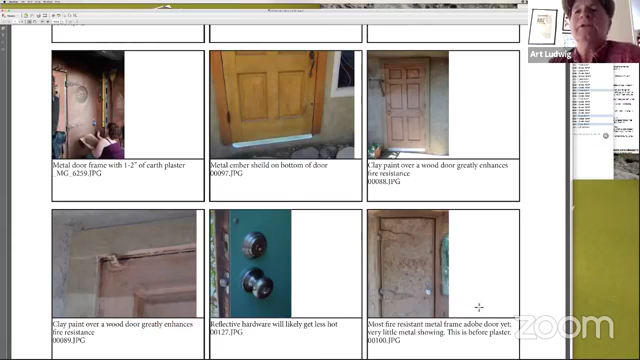 Art Ludwig
Metal door frame with 1-2" of earth plaster
_MG_6259.JPG
Metal ember sheild on bottom of door
00097.JPG
Clay paint over a wood door greatly enhances
fire resistance
00088.JPG
Clay paint over a wood door greatly enhances
fire resistance
00089.JPG
Reflective hardware will likely get less hot
00127.JPG
Most fire resistant metal frame adobe door yet;
very little metal showing. This is before plaster.
00100.JPG
zoom